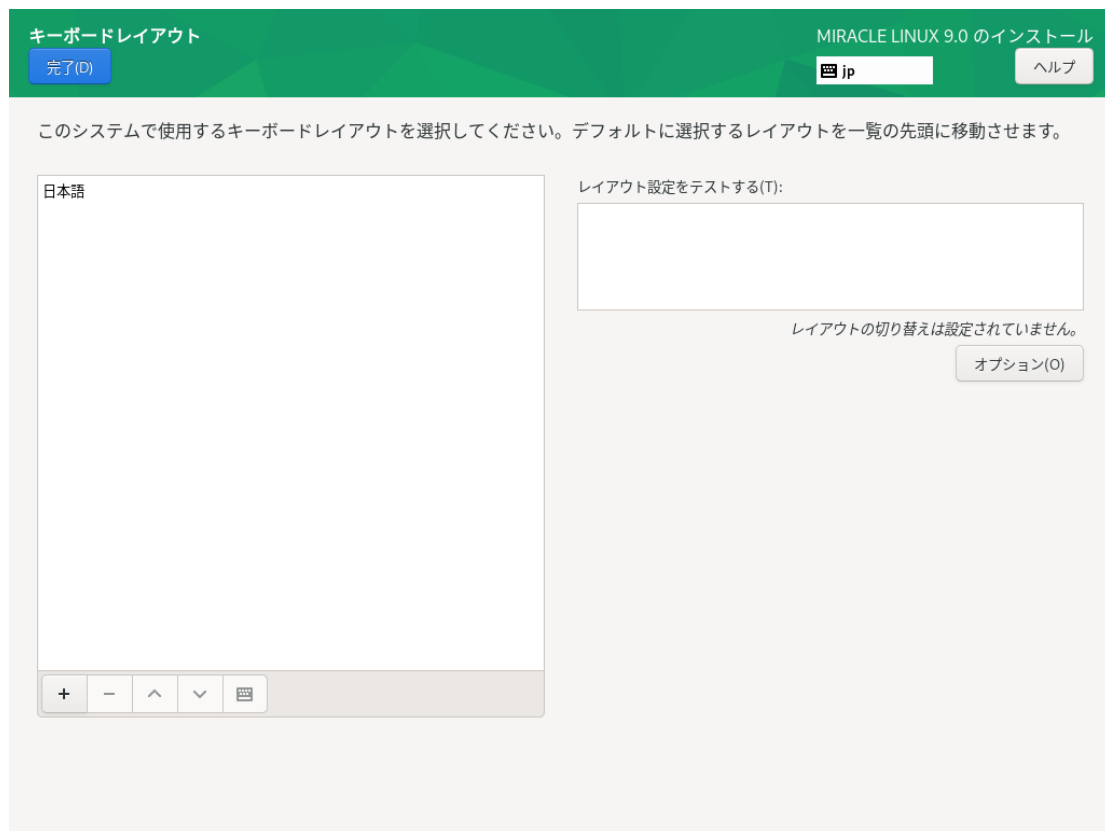 キーボードレイアウト
MIRACLE LINUX 9.0 のインストール
完了(D)
jp
ヘルプ
このシステムで使用するキーボードレイアウトを選択してください。デフォルトに選択するレイアウトを一覧の先頭に移動させます。
日本語
レイアウト設定をテストする(T):
レイアウトの切り替えは設定されていません。
オプション(O)